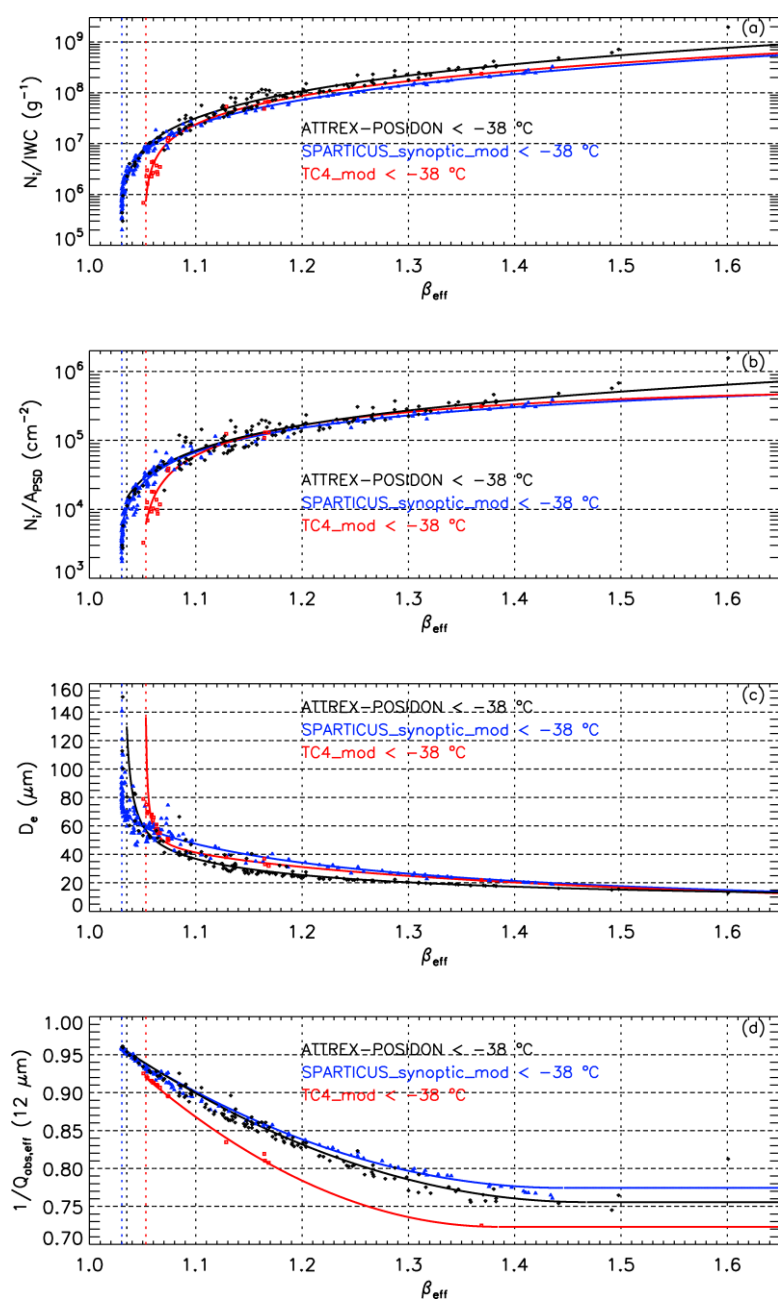 (a)
10⁹
10⁸
10⁷
10⁶
10⁵
Nᵢ/IWC (g⁻¹)
ATTREX-POSIDON < -38 °C
SPARTICUS_synoptic_mod < -38 °C
TC4_mod < -38 °C
1.0 1.1 1.2 1.3 1.4 1.5 1.6
βeff
(b)
10⁶
10⁵
10⁴
10³
Nᵢ/APSD (cm⁻²)
ATTREX-POSIDON < -38 °C
SPARTICUS_synoptic_mod < -38 °C
TC4_mod < -38 °C
1.0 1.1 1.2 1.3 1.4 1.5 1.6
βeff
(c)
160
140
120
100
80
60
40
20
0
Dₑ (μm)
ATTREX-POSIDON < -38 °C
SPARTICUS_synoptic_mod < -38 °C
TC4_mod < -38 °C
1.0 1.1 1.2 1.3 1.4 1.5 1.6
βeff
(d)
1.00
0.95
0.90
0.85
0.80
0.75
0.70
1/Qabs,eff (12 μm)
ATTREX-POSIDON < -38 °C
SPARTICUS_synoptic_mod < -38 °C
TC4_mod < -38 °C
1.0 1.1 1.2 1.3 1.4 1.5 1.6
βeff